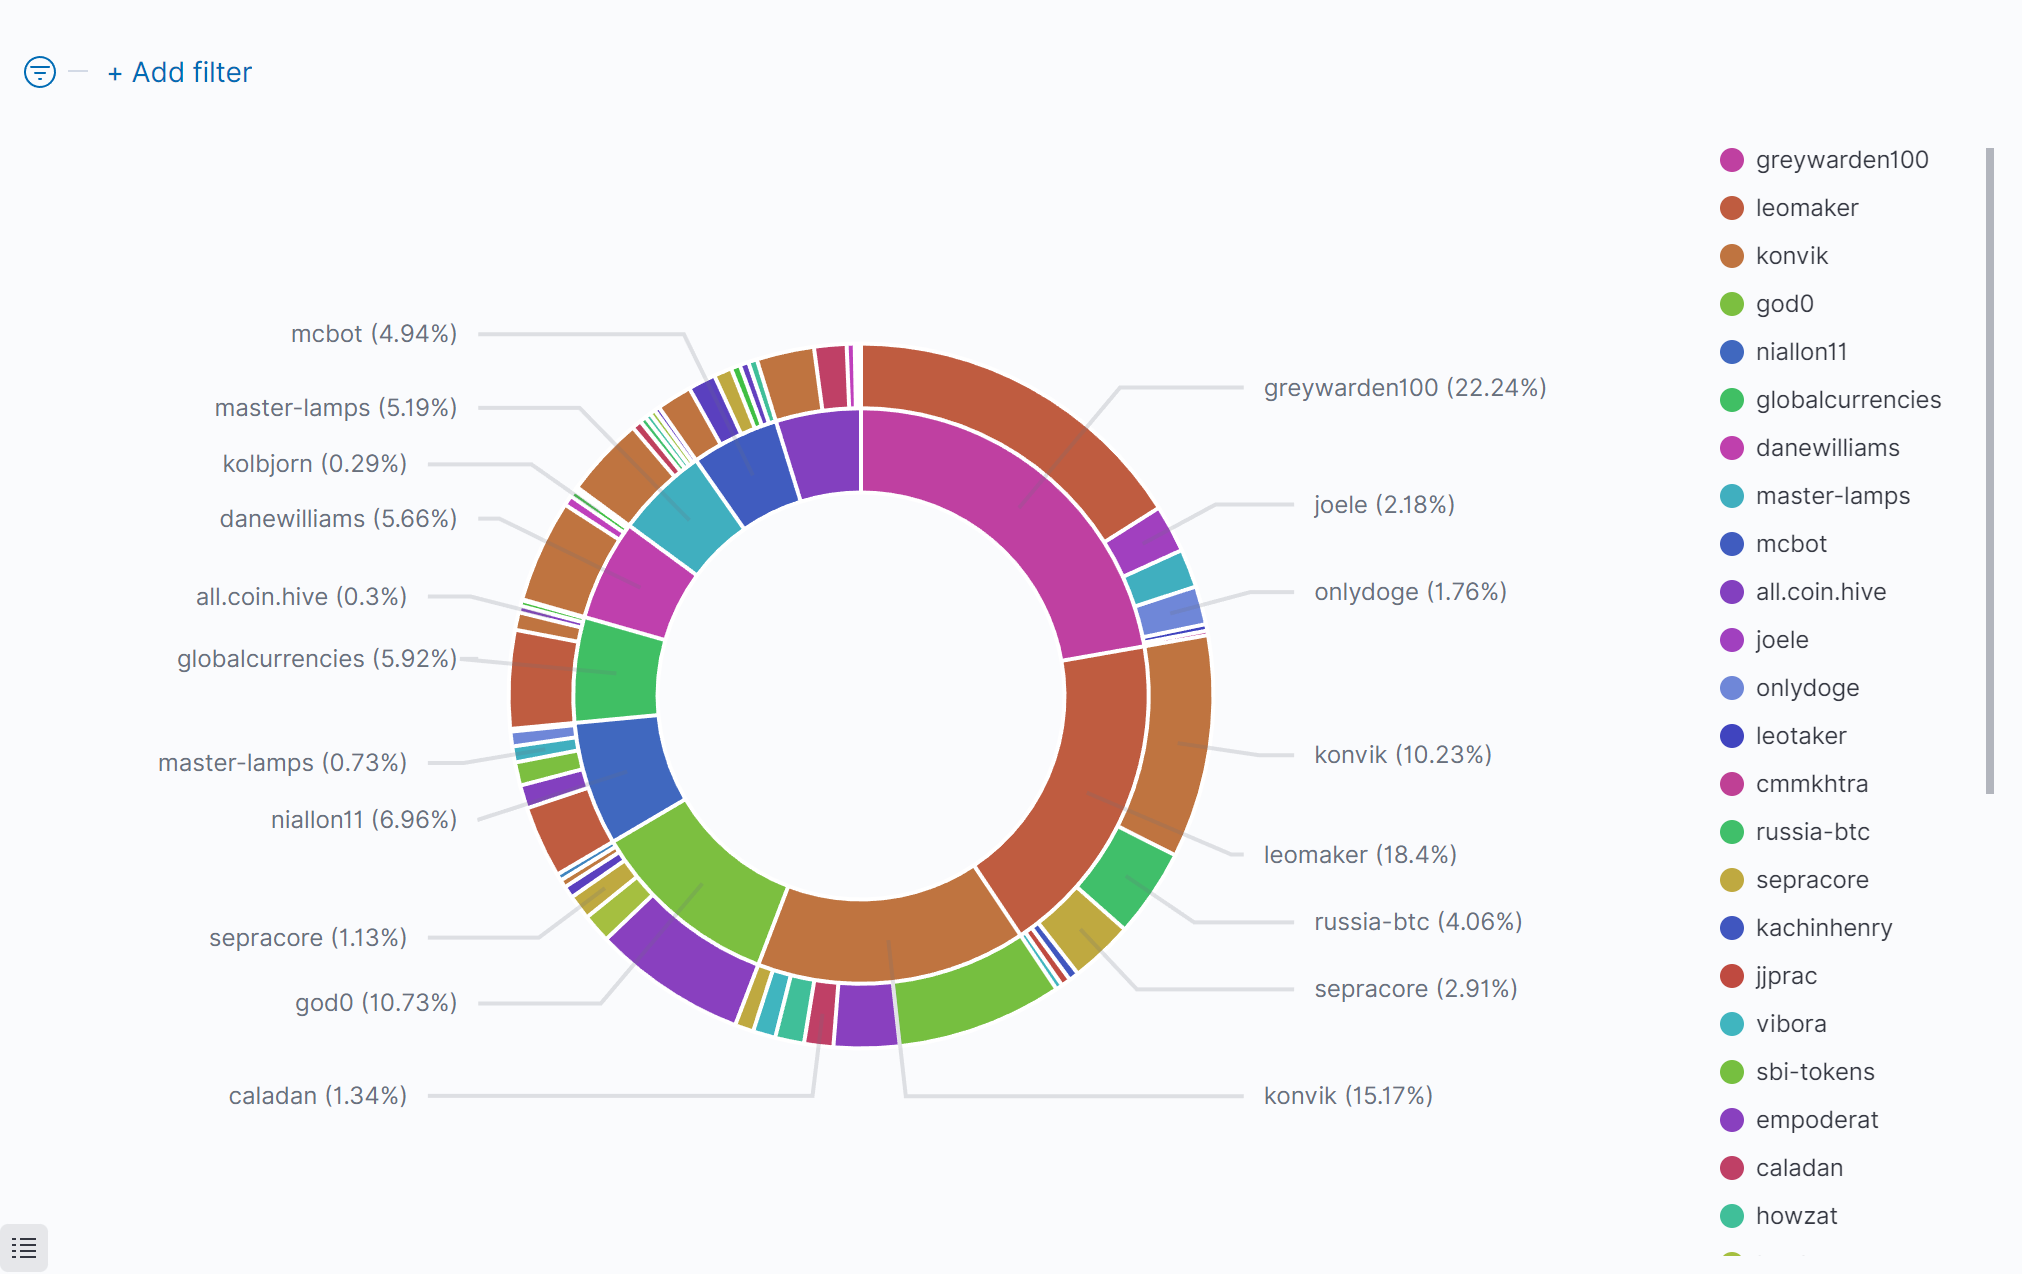 + Add filter
mcbot (4.94%)
master-lamps (5.19%)
kolbjorn (0.29%)
danewilliams (5.66%)
all.coin.hive (0.3%)
globalcurrencies (5.92%)
master-lamps (0.73%)
niallon11 (6.96%)
sepracore (1.13%)
god0 (10.73%)
caladan (1.34%)
greywarden100 (22.24%)
joele (2.18%)
onlydoge (1.76%)
konvik (10.23%)
leomaker (18.4%)
russia-btc (4.06%)
sepracore (2.91%)
konvik (15.17%)
greywarden100
leomaker
konvik
god0
niallon11
globalcurrencies
danewilliams
master-lamps
mcbot
all.coin.hive
joele
onlydoge
leotaker
cmmkhtra
russia-btc
sepracore
kachinhenry
jjprac
vibora
sbi-tokens
empoderat
caladan
howzat